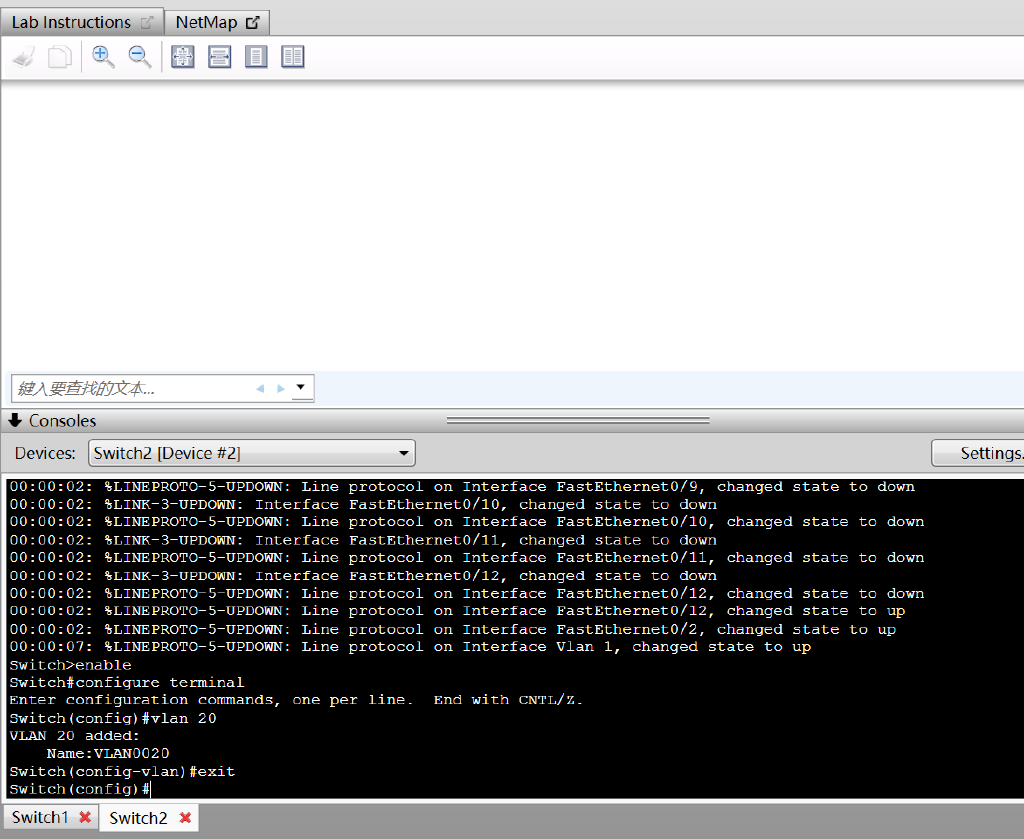 Lab Instructions
NetMap
键入要查找的文本...
Consoles
Devices:
Switch2 [Device #2]
Settings.
00:00:02: %LINEPROTO-5-UPDOWN: Line protocol on Interface FastEthernet0/9, changed state to down
00:00:02: %LINK-3-UPDOWN: Interface FastEthernet0/10, changed state to down
00:00:02: %LINEPROTO-5-UPDOWN: Line protocol on Interface FastEthernet0/10, changed state to down
00:00:02: %LINK-3-UPDOWN: Interface FastEthernet0/11, changed state to down
00:00:02: %LINEPROTO-5-UPDOWN: Line protocol on Interface FastEthernet0/11, changed state to down
00:00:02: %LINK-3-UPDOWN: Interface FastEthernet0/12, changed state to down
00:00:02: %LINEPROTO-5-UPDOWN: Line protocol on Interface FastEthernet0/12, changed state to down
00:00:02: %LINEPROTO-5-UPDOWN: Line protocol on Interface FastEthernet0/12, changed state to up
00:00:02: %LINEPROTO-5-UPDOWN: Line protocol on Interface FastEthernet0/2, changed state to up
00:00:07: %LINEPROTO-5-UPDOWN: Line protocol on Interface Vlan 1, changed state to up
Switch>enable
Switch#configure terminal
Enter configuration commands, one per line.  End with CNTL/Z.
Switch(config)#vlan 20
VLAN 20 added:
    Name:VLAN0020
Switch(config-vlan)#exit
Switch(config)#
Switch1
Switch2